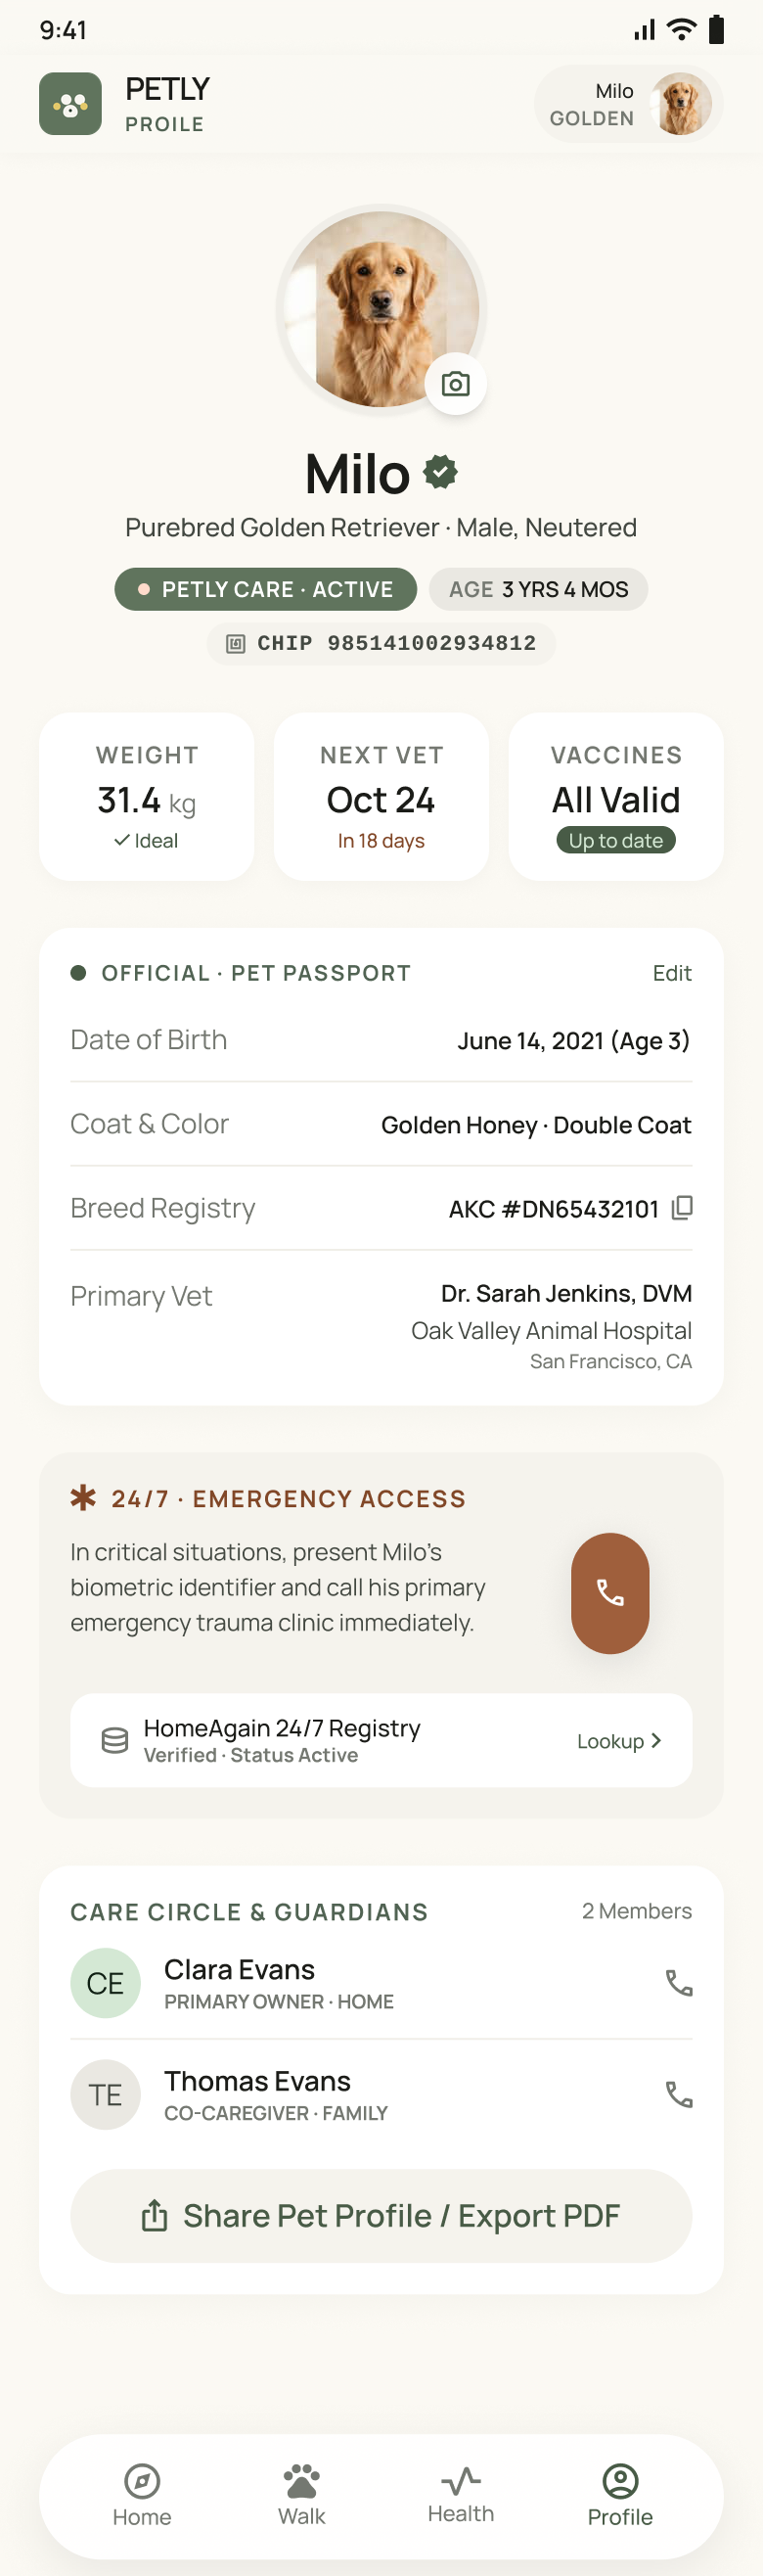 9:41
PETLY
PROILE
Milo
GOLDEN
Milo
Purebred Golden Retriever · Male, Neutered
PETLY CARE · ACTIVE
AGE 3 YRS 4 MOS
CHIP 985141002934812
WEIGHT
31.4 kg
Ideal
NEXT VET
Oct 24
In 18 days
VACCINES
All Valid
Up to date
OFFICIAL · PET PASSPORT
Edit
Date of Birth
June 14, 2021 (Age 3)
Coat & Color
Golden Honey · Double Coat
Breed Registry
AKC #DN65432101
Primary Vet
Dr. Sarah Jenkins, DVM
Oak Valley Animal Hospital
San Francisco, CA
24/7 · EMERGENCY ACCESS
In critical situations, present Milo's
biometric identifier and call his primary
emergency trauma clinic immediately.
HomeAgain 24/7 Registry
Verified · Status Active
Lookup
CARE CIRCLE & GUARDIANS
2 Members
CE
Clara Evans
PRIMARY OWNER · HOME
TE
Thomas Evans
CO-CAREGIVER · FAMILY
Share Pet Profile / Export PDF
Home
Walk
Health
Profile